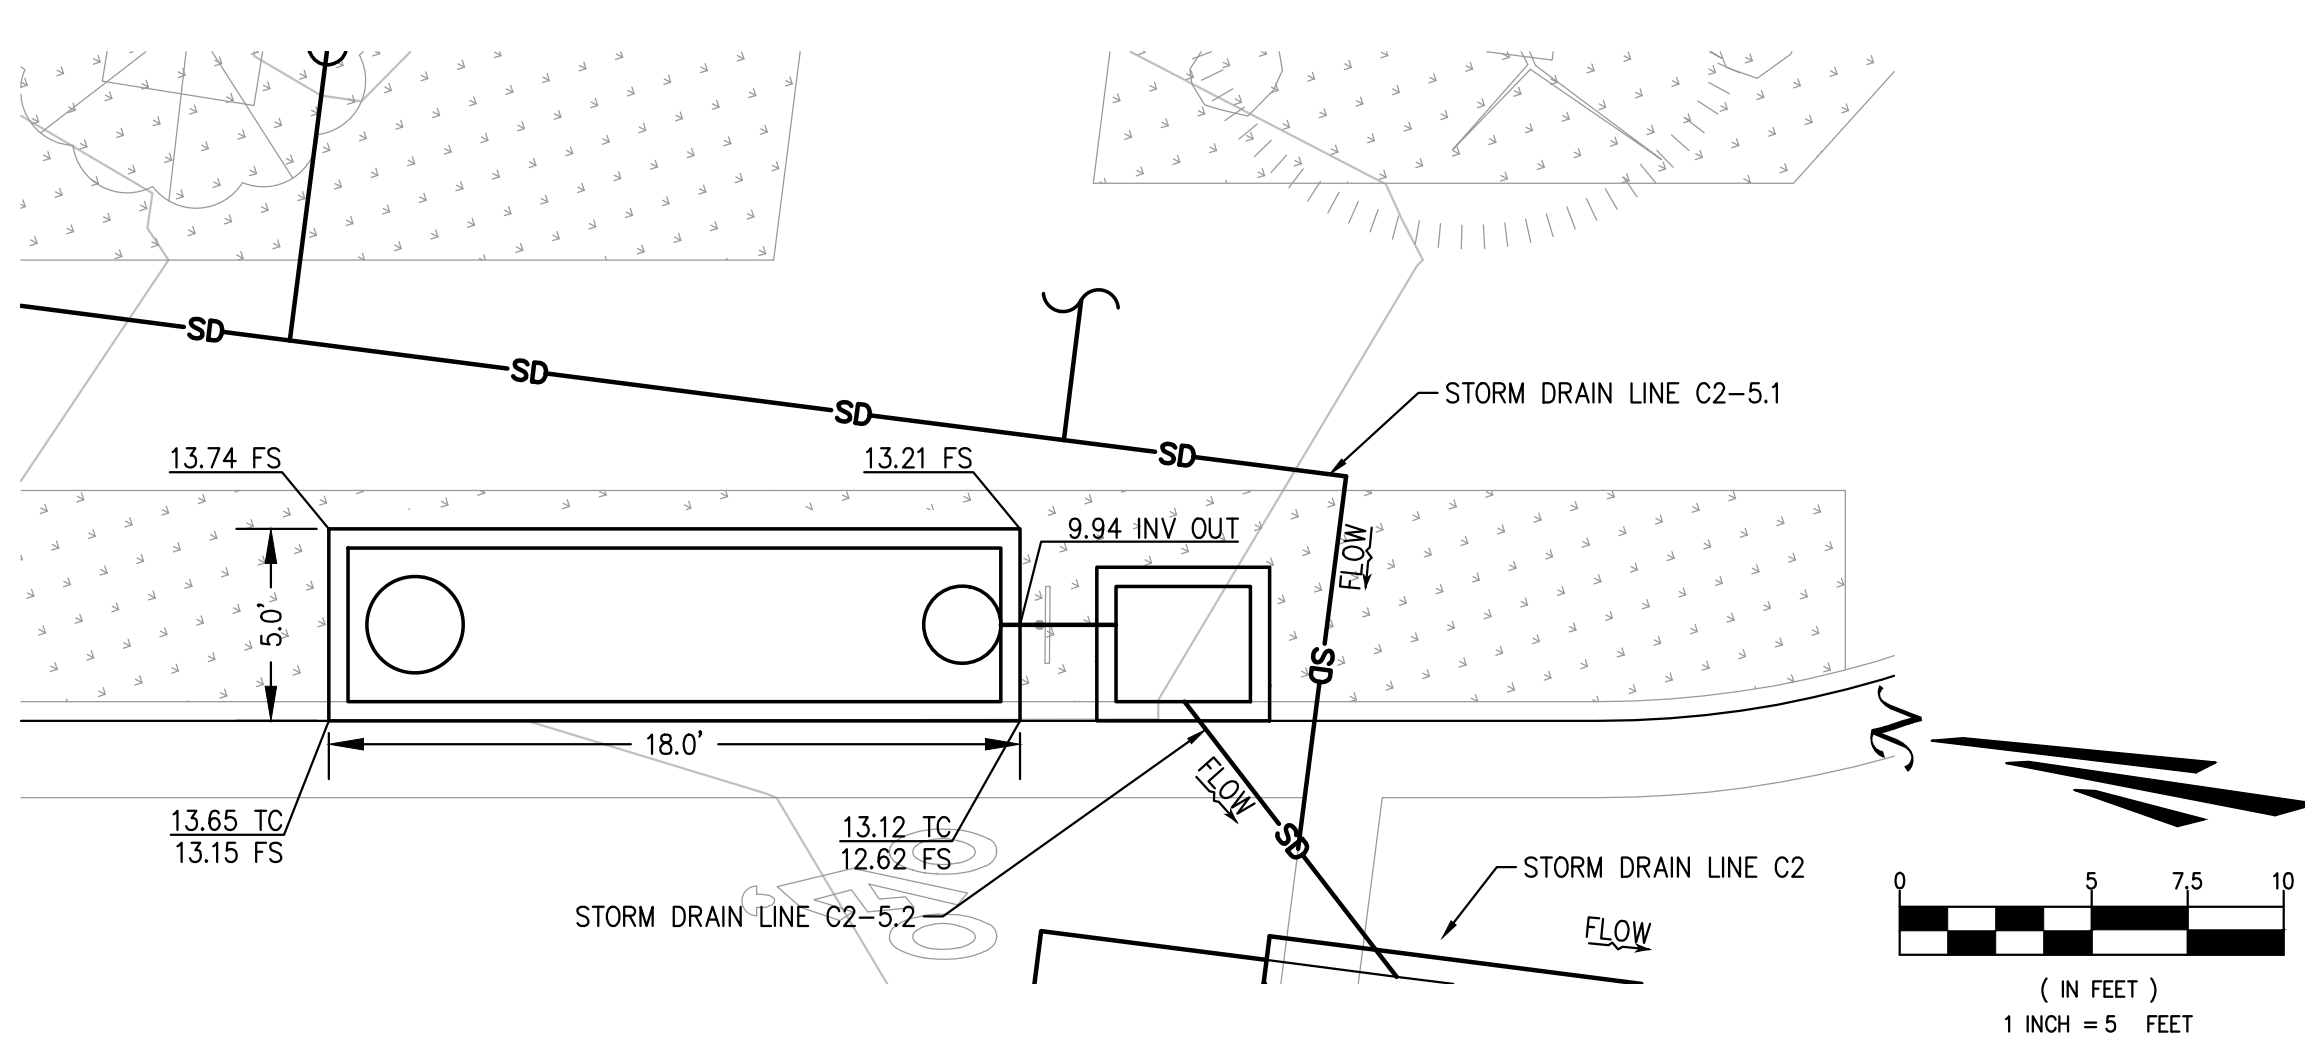 SD
SD
SD
SD
STORM DRAIN LINE C2-5.1
13.74 FS
13.21 FS
9.94 INV OUT
FLOW
5.0'
SD
18.0'
FLOW
13.65 TC
13.15 FS
13.12 TC
12.62 FS
SD
STORM DRAIN LINE C2
STORM DRAIN LINE C2-5.2
FLOW
N
0 5 7.5 10
( IN FEET )
1 INCH = 5 FEET